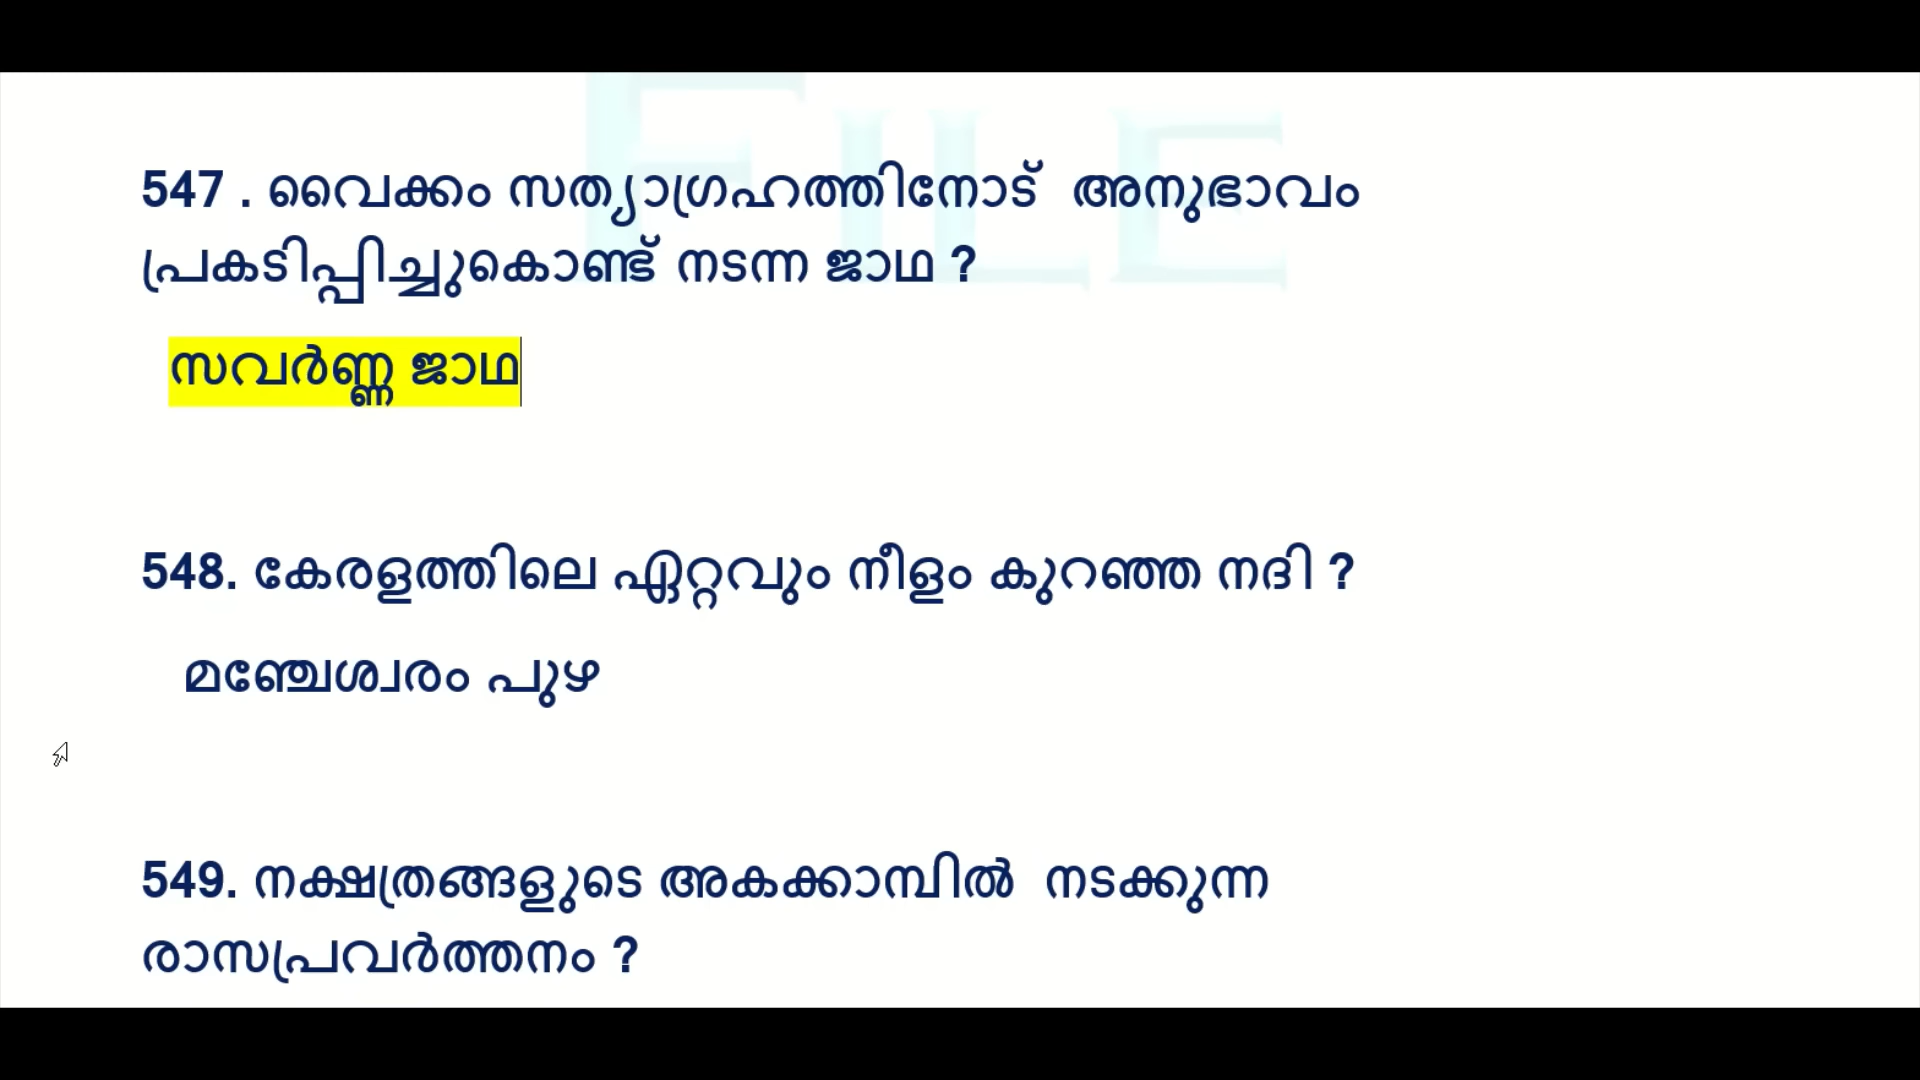 FILE
547 . വൈക്കം സത്യാഗ്രഹത്തിനോട് അനുഭാവം
പ്രകടിപ്പിച്ചുകൊണ്ട് നടന്ന ജാഥ ?
സവർണ്ണ ജാഥ
548. കേരളത്തിലെ ഏറ്റവും നീളം കുറഞ്ഞ നദി ?
മഞ്ചേശ്വരം പുഴ
549. നക്ഷത്രങ്ങളുടെ അകക്കാമ്പിൽ നടക്കുന്ന
രാസപ്രവർത്തനം ?